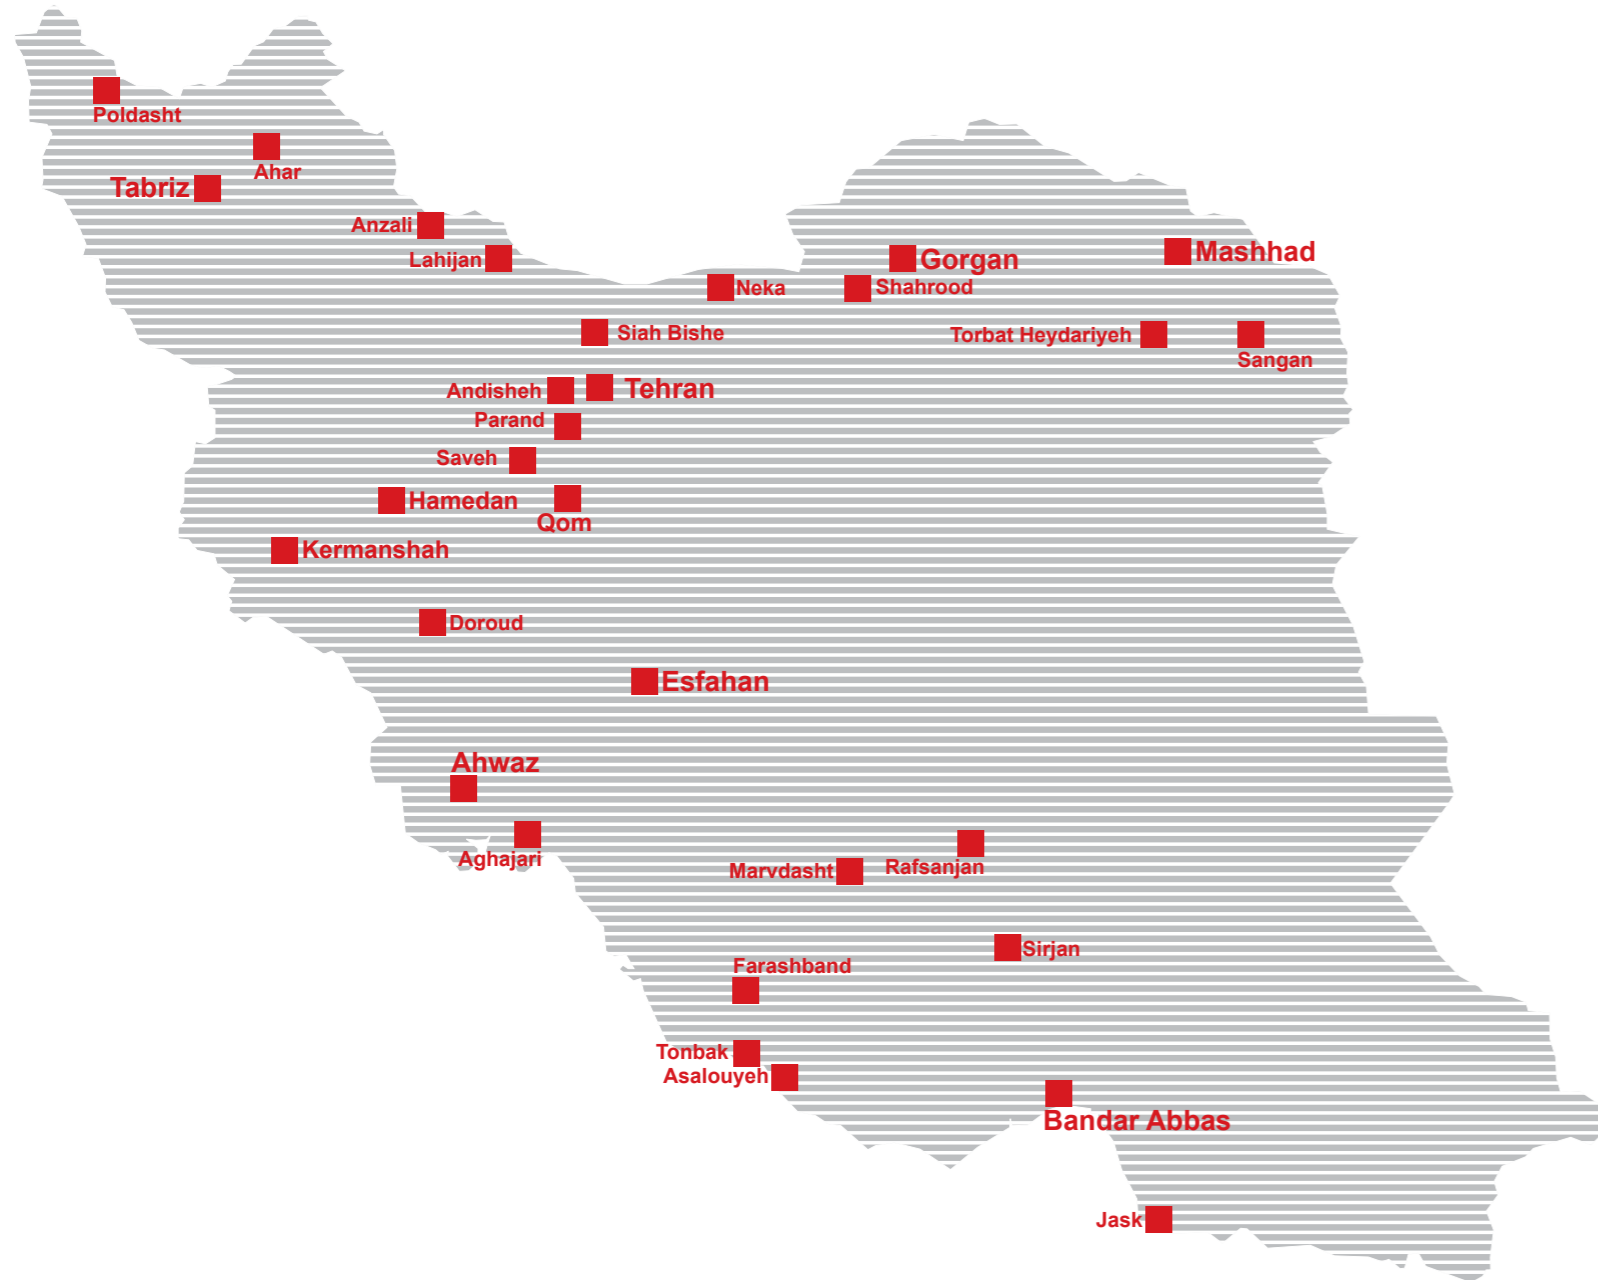 Poldasht
Ahar
Tabriz
Anzali
Lahijan
Gorgan
Mashhad
Neka
Shahrood
Siah Bishe
Torbat Heydariyeh
Sangan
Andisheh
Tehran
Parand
Saveh
Hamedan
Qom
Kermanshah
Doroud
Esfahan
Ahwaz
Aghajari
Marvdasht
Rafsanjan
Sirjan
Farashband
Tonbak
Asalouyeh
Bandar Abbas
Jask